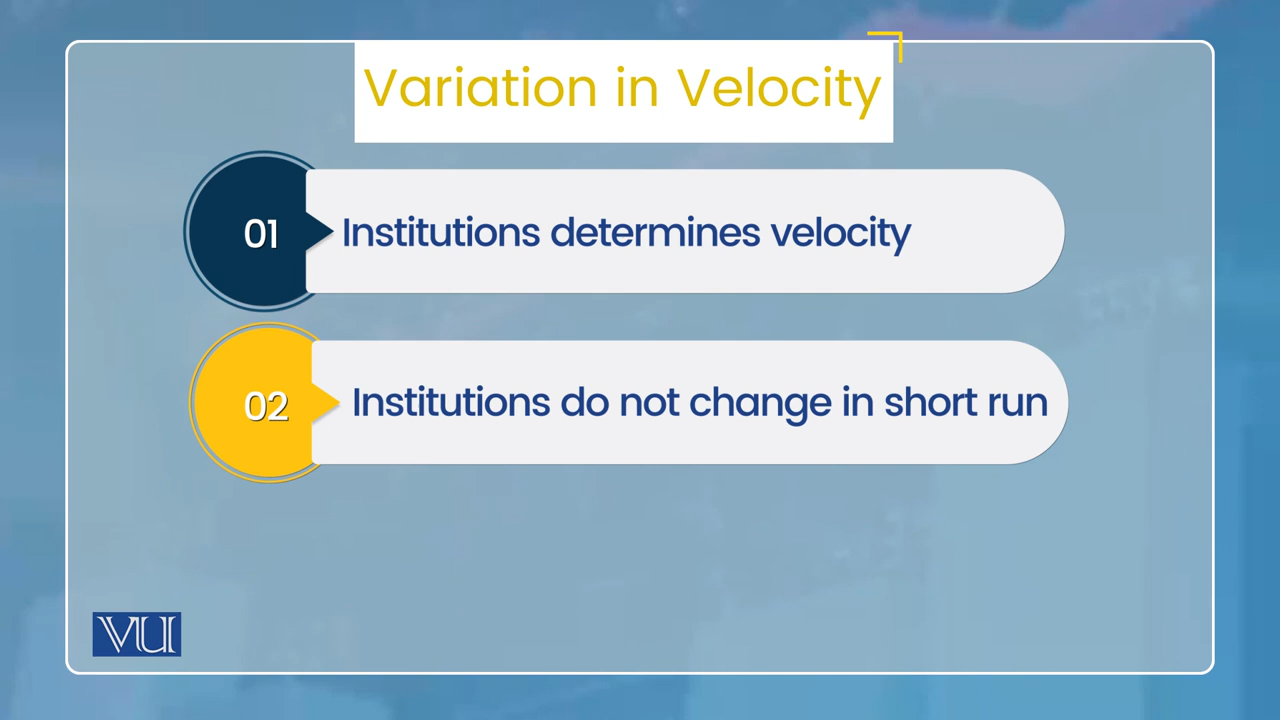 Variation in Velocity
01
Institutions determines velocity
02
Institutions do not change in short run
VU